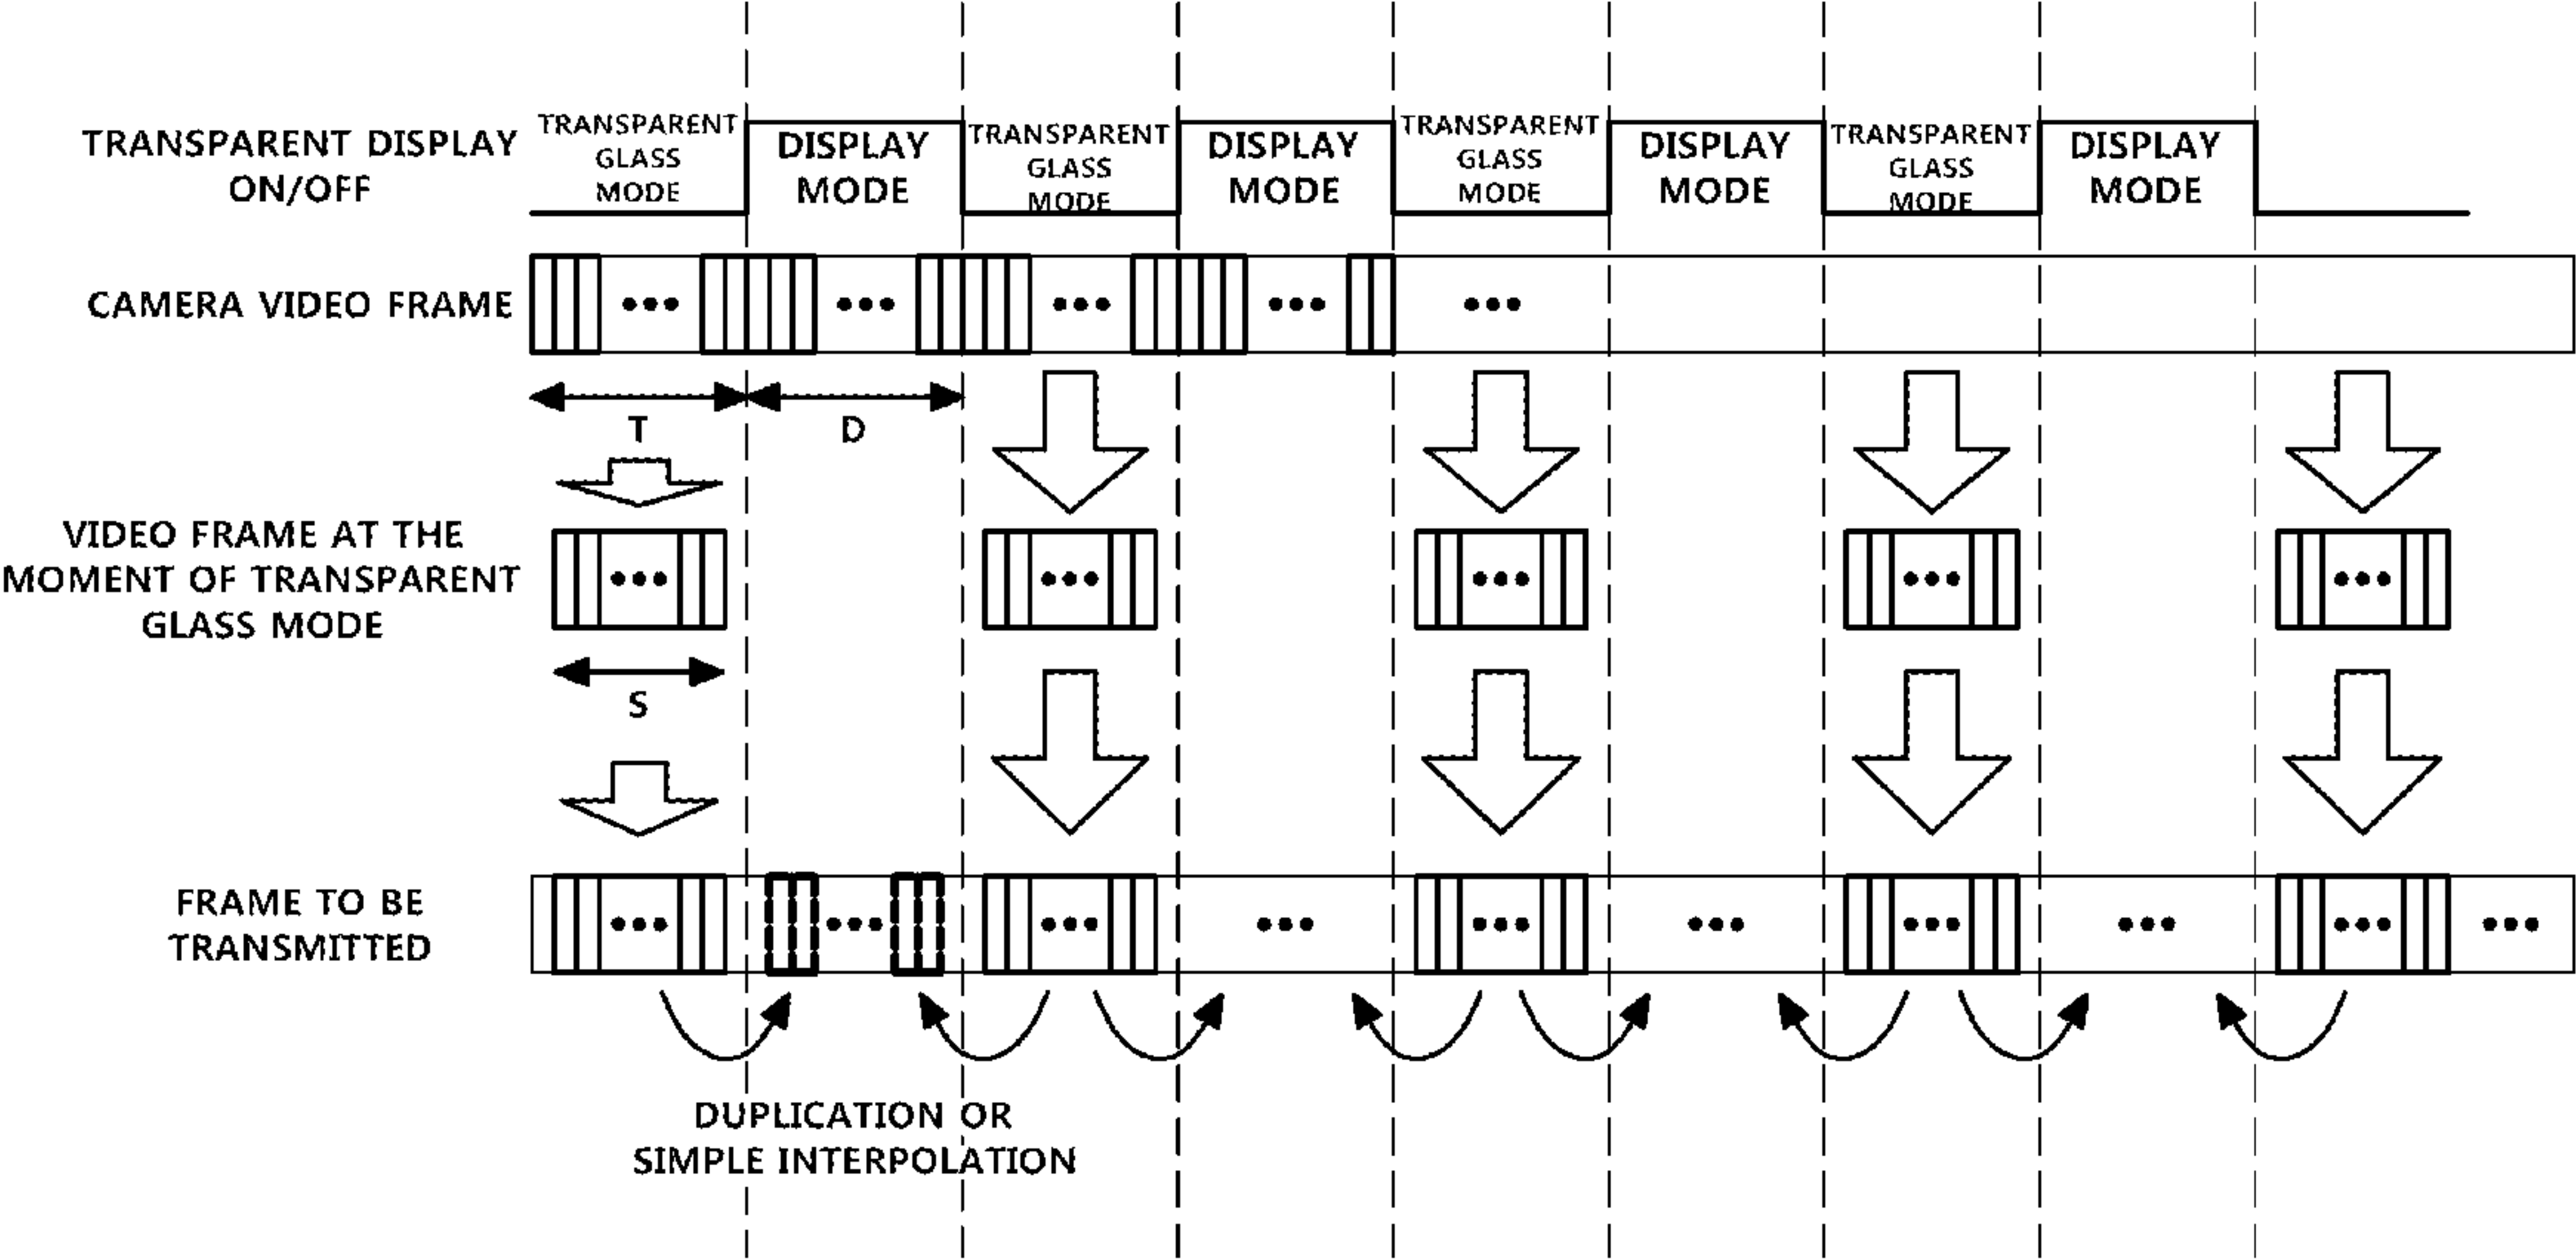 TRANSPARENT DISPLAY
ON/OFF
TRANSPARENT
GLASS
MODE
DISPLAY
MODE
TRANSPARENT
GLASS
MODE
DISPLAY
MODE
TRANSPARENT
GLASS
MODE
DISPLAY
MODE
TRANSPARENT
GLASS
MODE
DISPLAY
MODE
CAMERA VIDEO FRAME
T
D
VIDEO FRAME AT THE
MOMENT OF TRANSPARENT
GLASS MODE
S
FRAME TO BE
TRANSMITTED
DUPLICATION OR
SIMPLE INTERPOLATION